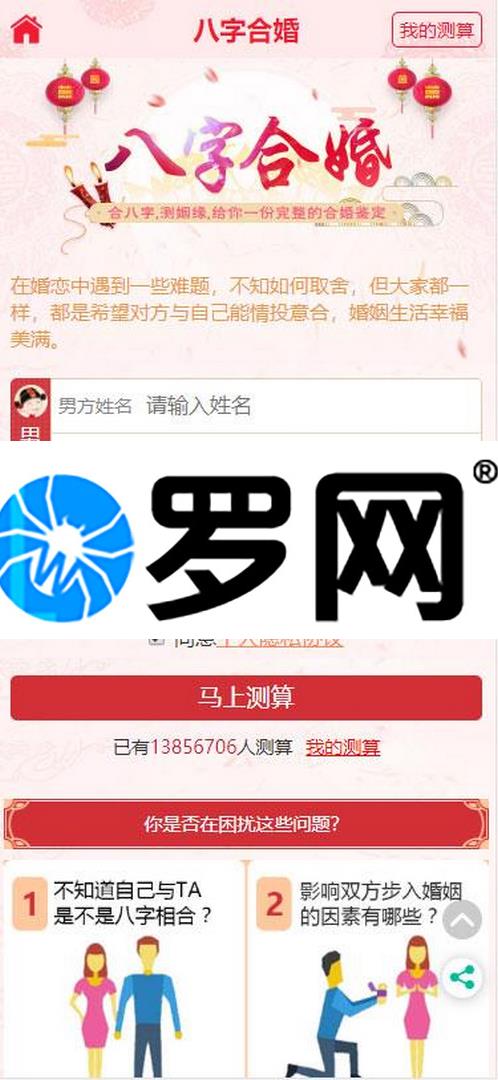 八字合婚
我的测算
八字合婚
合八字,测姻缘,给你一份完整的合婚鉴定
在婚恋中遇到一些难题，不知如何取舍，但大家都一
样，都是希望对方与自己能情投意合，婚姻生活幸福
美满。
男方姓名 请输入姓名
男
罗网®
同意个人隐私协议
马上测算
已有13856706人测算 我的测算
你是否在困扰这些问题?
1 不知道自己与TA
是不是八字相合？
2 影响双方步入婚姻
的因素有哪些？